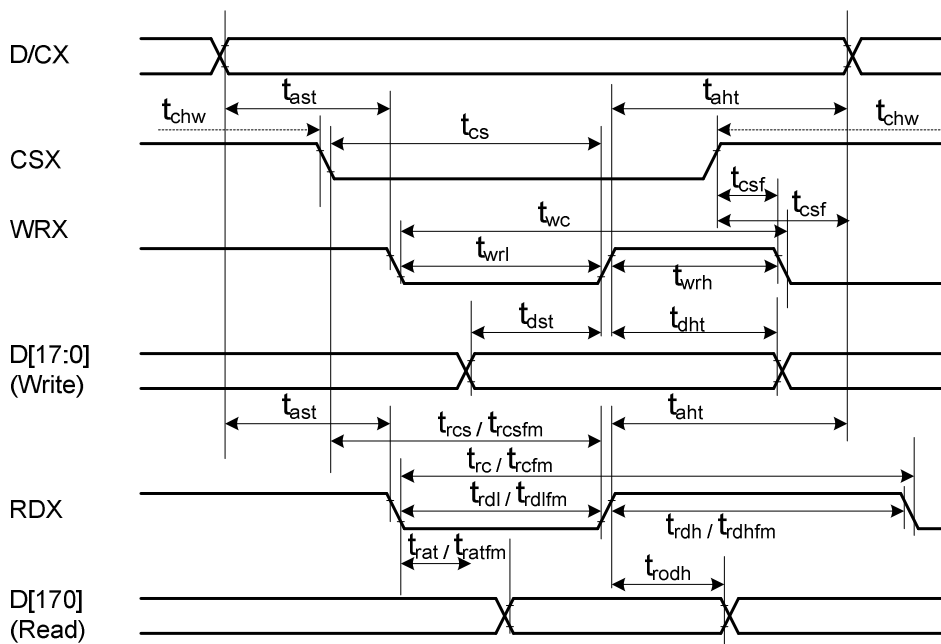 D/CX
tast
taht
tchw
tchw
tcs
CSX
tcsf
tcsf
WRX
twc
twrl
twrh
tdst
tdht
D[17:0]
(Write)
tast
taht
trcs / trcsfm
trc / trcfm
RDX
trdl / trdlfm
trdh / trdhfm
trat / tratfm
trodh
D[170]
(Read)